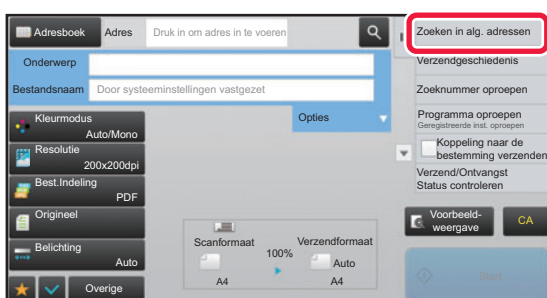 Adresboek
Adres
Druk in om adres in te voeren
Onderwerp
Bestandsnaam
Door systeeminstellingen vastgezet
Opties
Kleurmodus
Auto/Mono
Resolutie
200x200dpi
Best.Indeling
PDF
Origineel
Belichting
Auto
Overige
Scanformaat
A4
100%
Verzendformaat
Auto
A4
Zoeken in alg. adressen
Verzendgeschiedenis
Zoeknummer oproepen
Programma oproepen
Geregistreerde inst. oproepen
Koppeling naar de
bestemming verzenden
Verzend/Ontvangst
Status controleren
Voorbeeld-
weergave
CA
Start